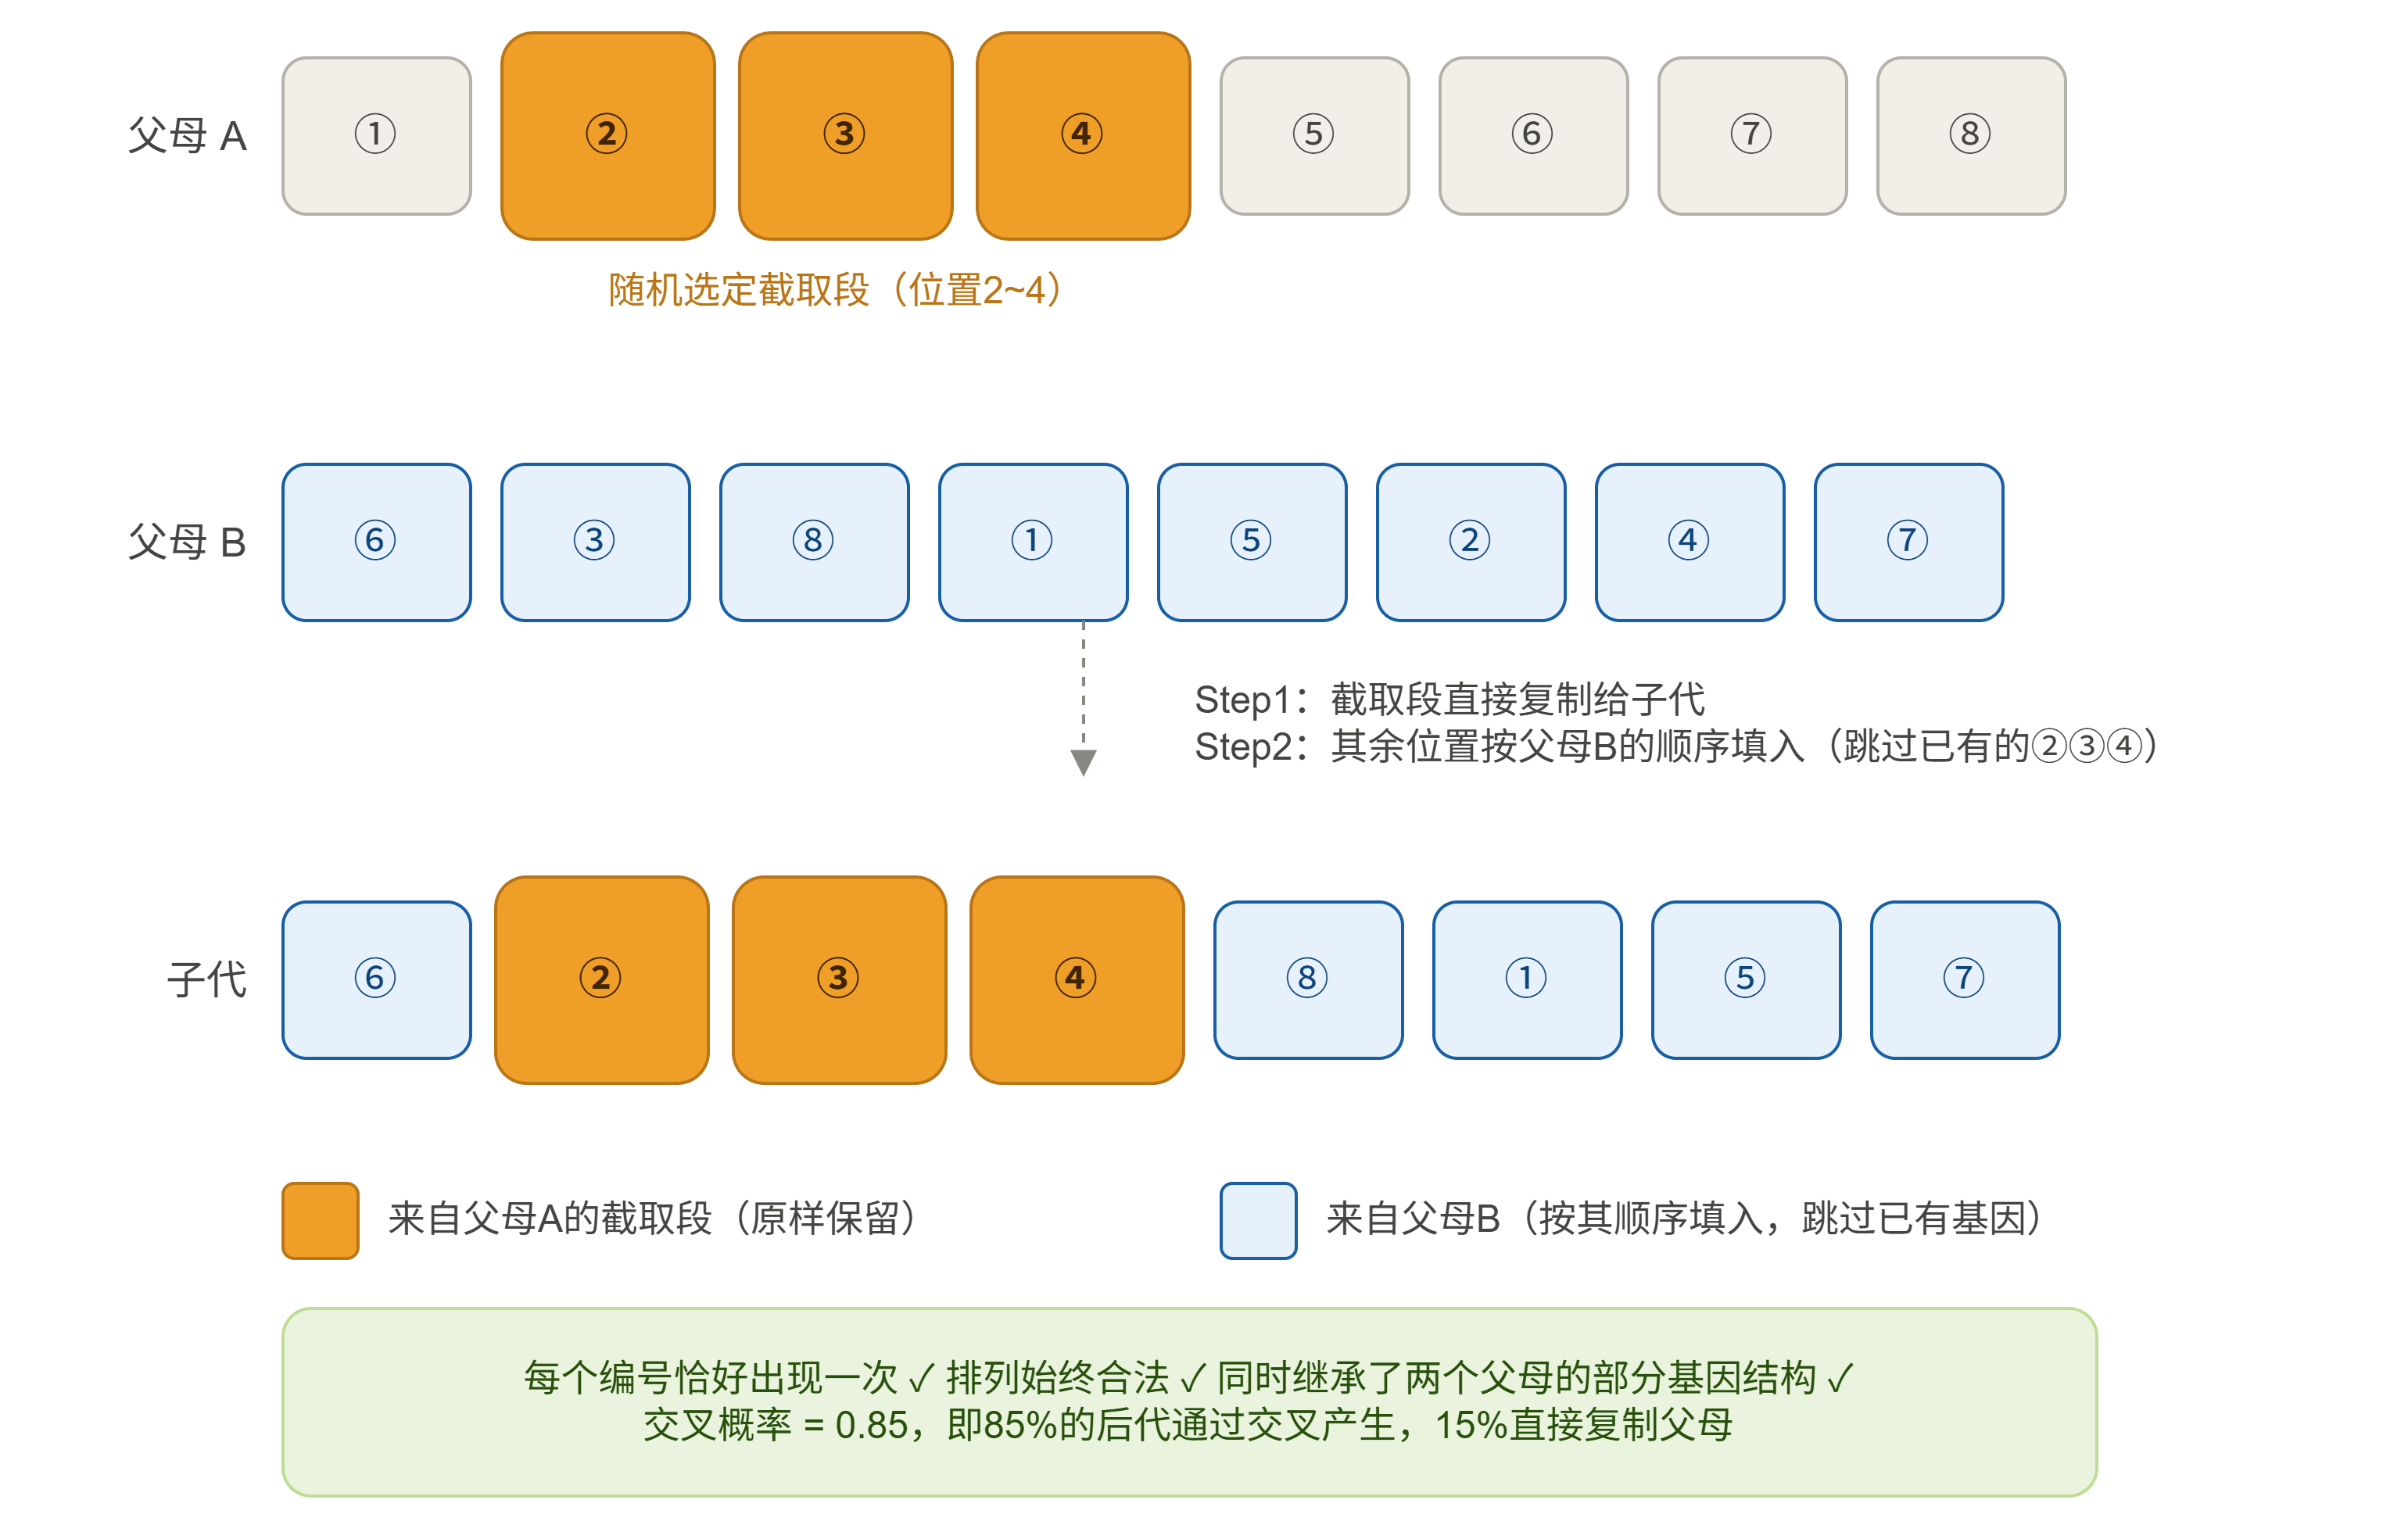 父母 A ① ② ③ ④ ⑤ ⑥ ⑦ ⑧
随机选定截取段（位置2~4）
父母 B ⑥ ③ ⑧ ① ⑤ ② ④ ⑦
Step1：截取段直接复制给子代
Step2：其余位置按父母B的顺序填入（跳过已有的②③④）
子代 ⑥ ② ③ ④ ⑧ ① ⑤ ⑦
来自父母A的截取段（原样保留）
来自父母B（按其顺序填入，跳过已有基因）
每个编号恰好出现一次 ✓ 排列始终合法 ✓ 同时继承了两个父母的部分基因结构 ✓
交叉概率 = 0.85，即85%的后代通过交叉产生，15%直接复制父母